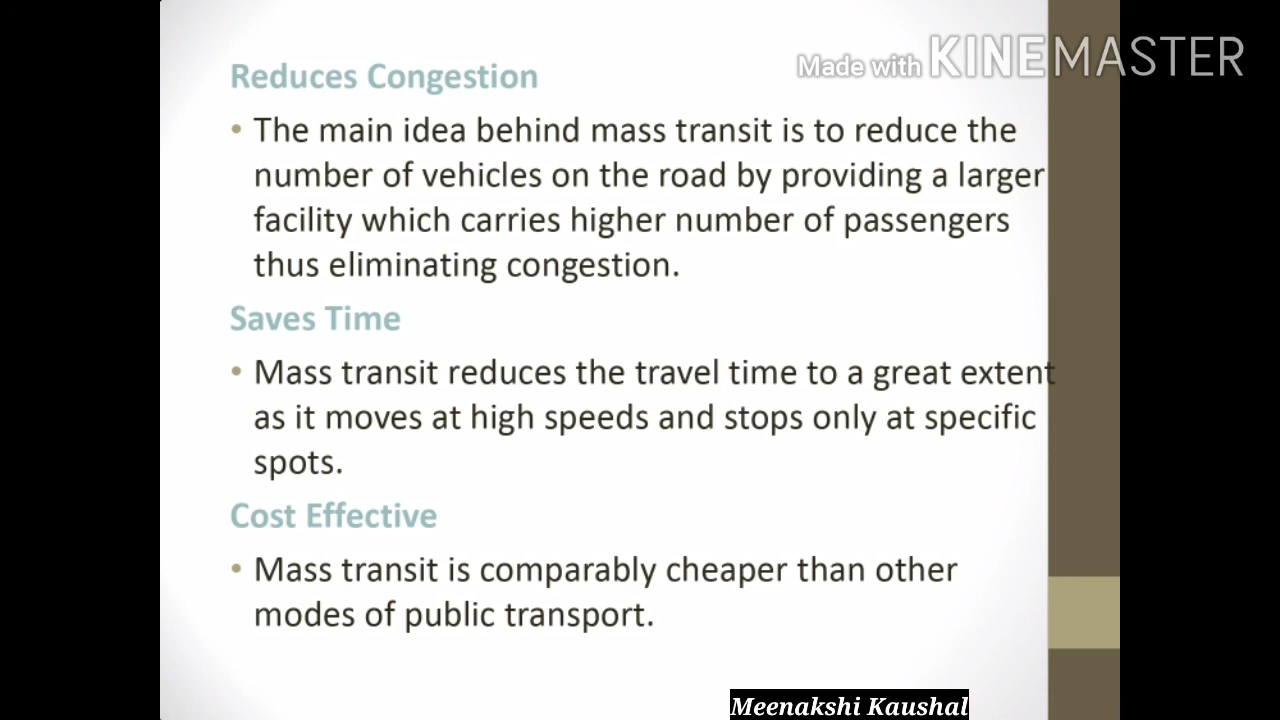 Made with KINEMASTER
Reduces Congestion
• The main idea behind mass transit is to reduce the
number of vehicles on the road by providing a larger
facility which carries higher number of passengers
thus eliminating congestion.
Saves Time
• Mass transit reduces the travel time to a great extent
as it moves at high speeds and stops only at specific
spots.
Cost Effective
• Mass transit is comparably cheaper than other
modes of public transport.
Meenakshi Kaushal